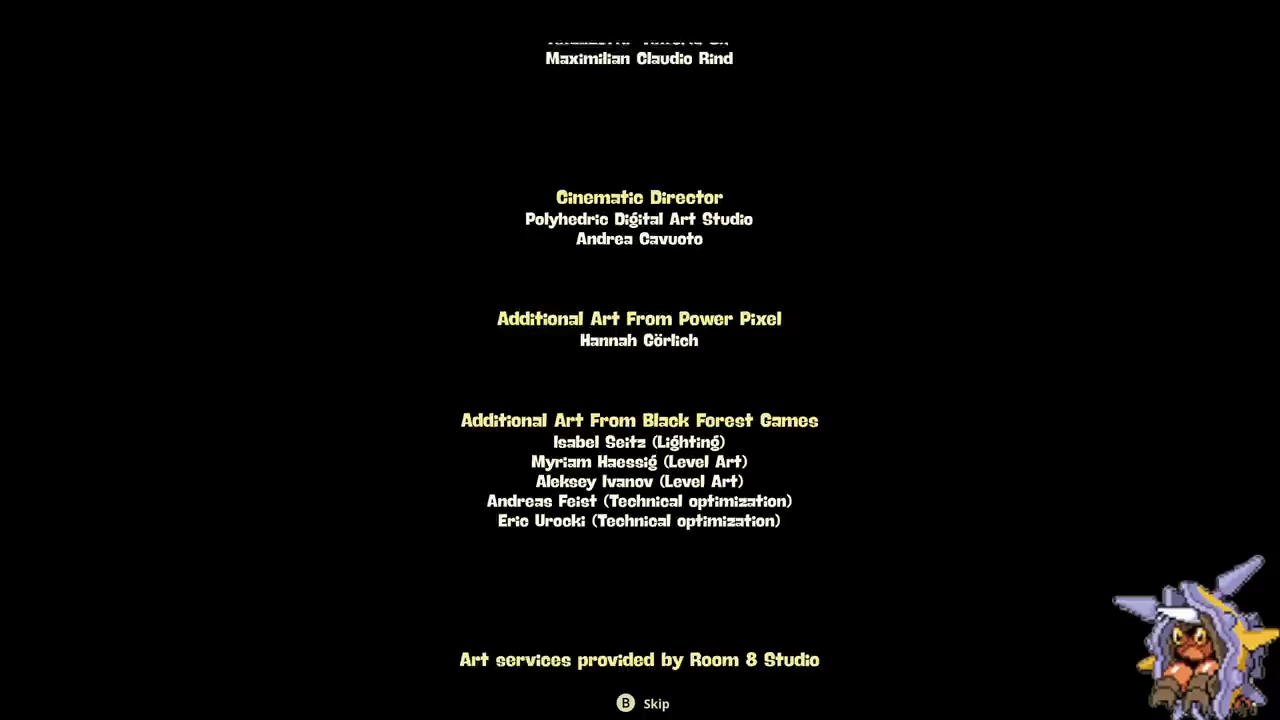 Maximilian Claudio Rind
Cinematic Director
Polyhedric Digital Art Studio
Andrea Cavuoto
Additional Art From Power Pixel
Hannah Görlich
Additional Art From Black Forest Games
Isabel Seitz (Lighting)
Myriam Haessig (Level Art)
Aleksey Ivanov (Level Art)
Andreas Feist (Technical optimization)
Eric Urocki (Technical optimization)
Art services provided by Room 8 Studio
B Skip